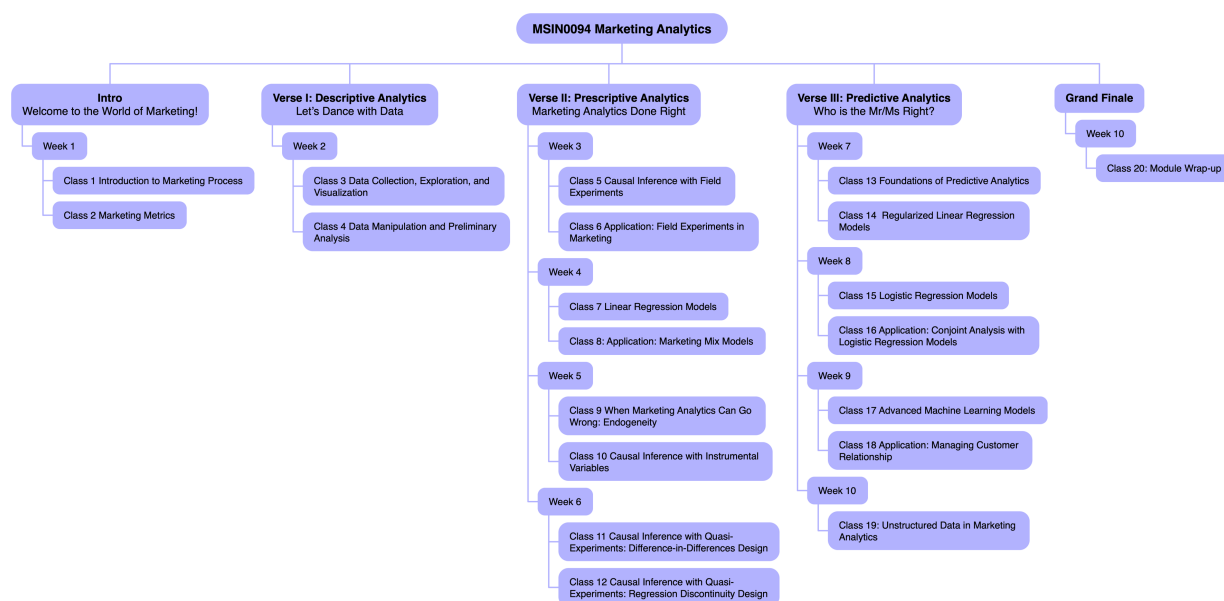 MSIN0094 Marketing Analytics
Intro
Welcome to the World of Marketing!
Week 1
Class 1 Introduction to Marketing Process
Class 2 Marketing Metrics
Verse I: Descriptive Analytics
Let's Dance with Data
Week 2
Class 3 Data Collection, Exploration, and
Visualization
Class 4 Data Manipulation and Preliminary
Analysis
Verse II: Prescriptive Analytics
Marketing Analytics Done Right
Week 3
Class 5 Causal Inference with Field
Experiments
Class 6 Application: Field Experiments in
Marketing
Week 4
Class 7 Linear Regression Models
Class 8: Application: Marketing Mix Models
Week 5
Class 9 When Marketing Analytics Can Go
Wrong: Endogeneity
Class 10 Causal Inference with Instrumental
Variables
Week 6
Class 11 Causal Inference with Quasi-
Experiments: Difference-in-Differences Design
Class 12 Causal Inference with Quasi-
Experiments: Regression Discontinuity Design
Verse III: Predictive Analytics
Who is the Mr/Ms Right?
Week 7
Class 13 Foundations of Predictive Analytics
Class 14 Regularized Linear Regression
Models
Week 8
Class 15 Logistic Regression Models
Class 16 Application: Conjoint Analysis with
Logistic Regression Models
Week 9
Class 17 Advanced Machine Learning Models
Class 18 Application: Managing Customer
Relationship
Week 10
Class 19: Unstructured Data in Marketing
Analytics
Grand Finale
Week 10
Class 20: Module Wrap-up